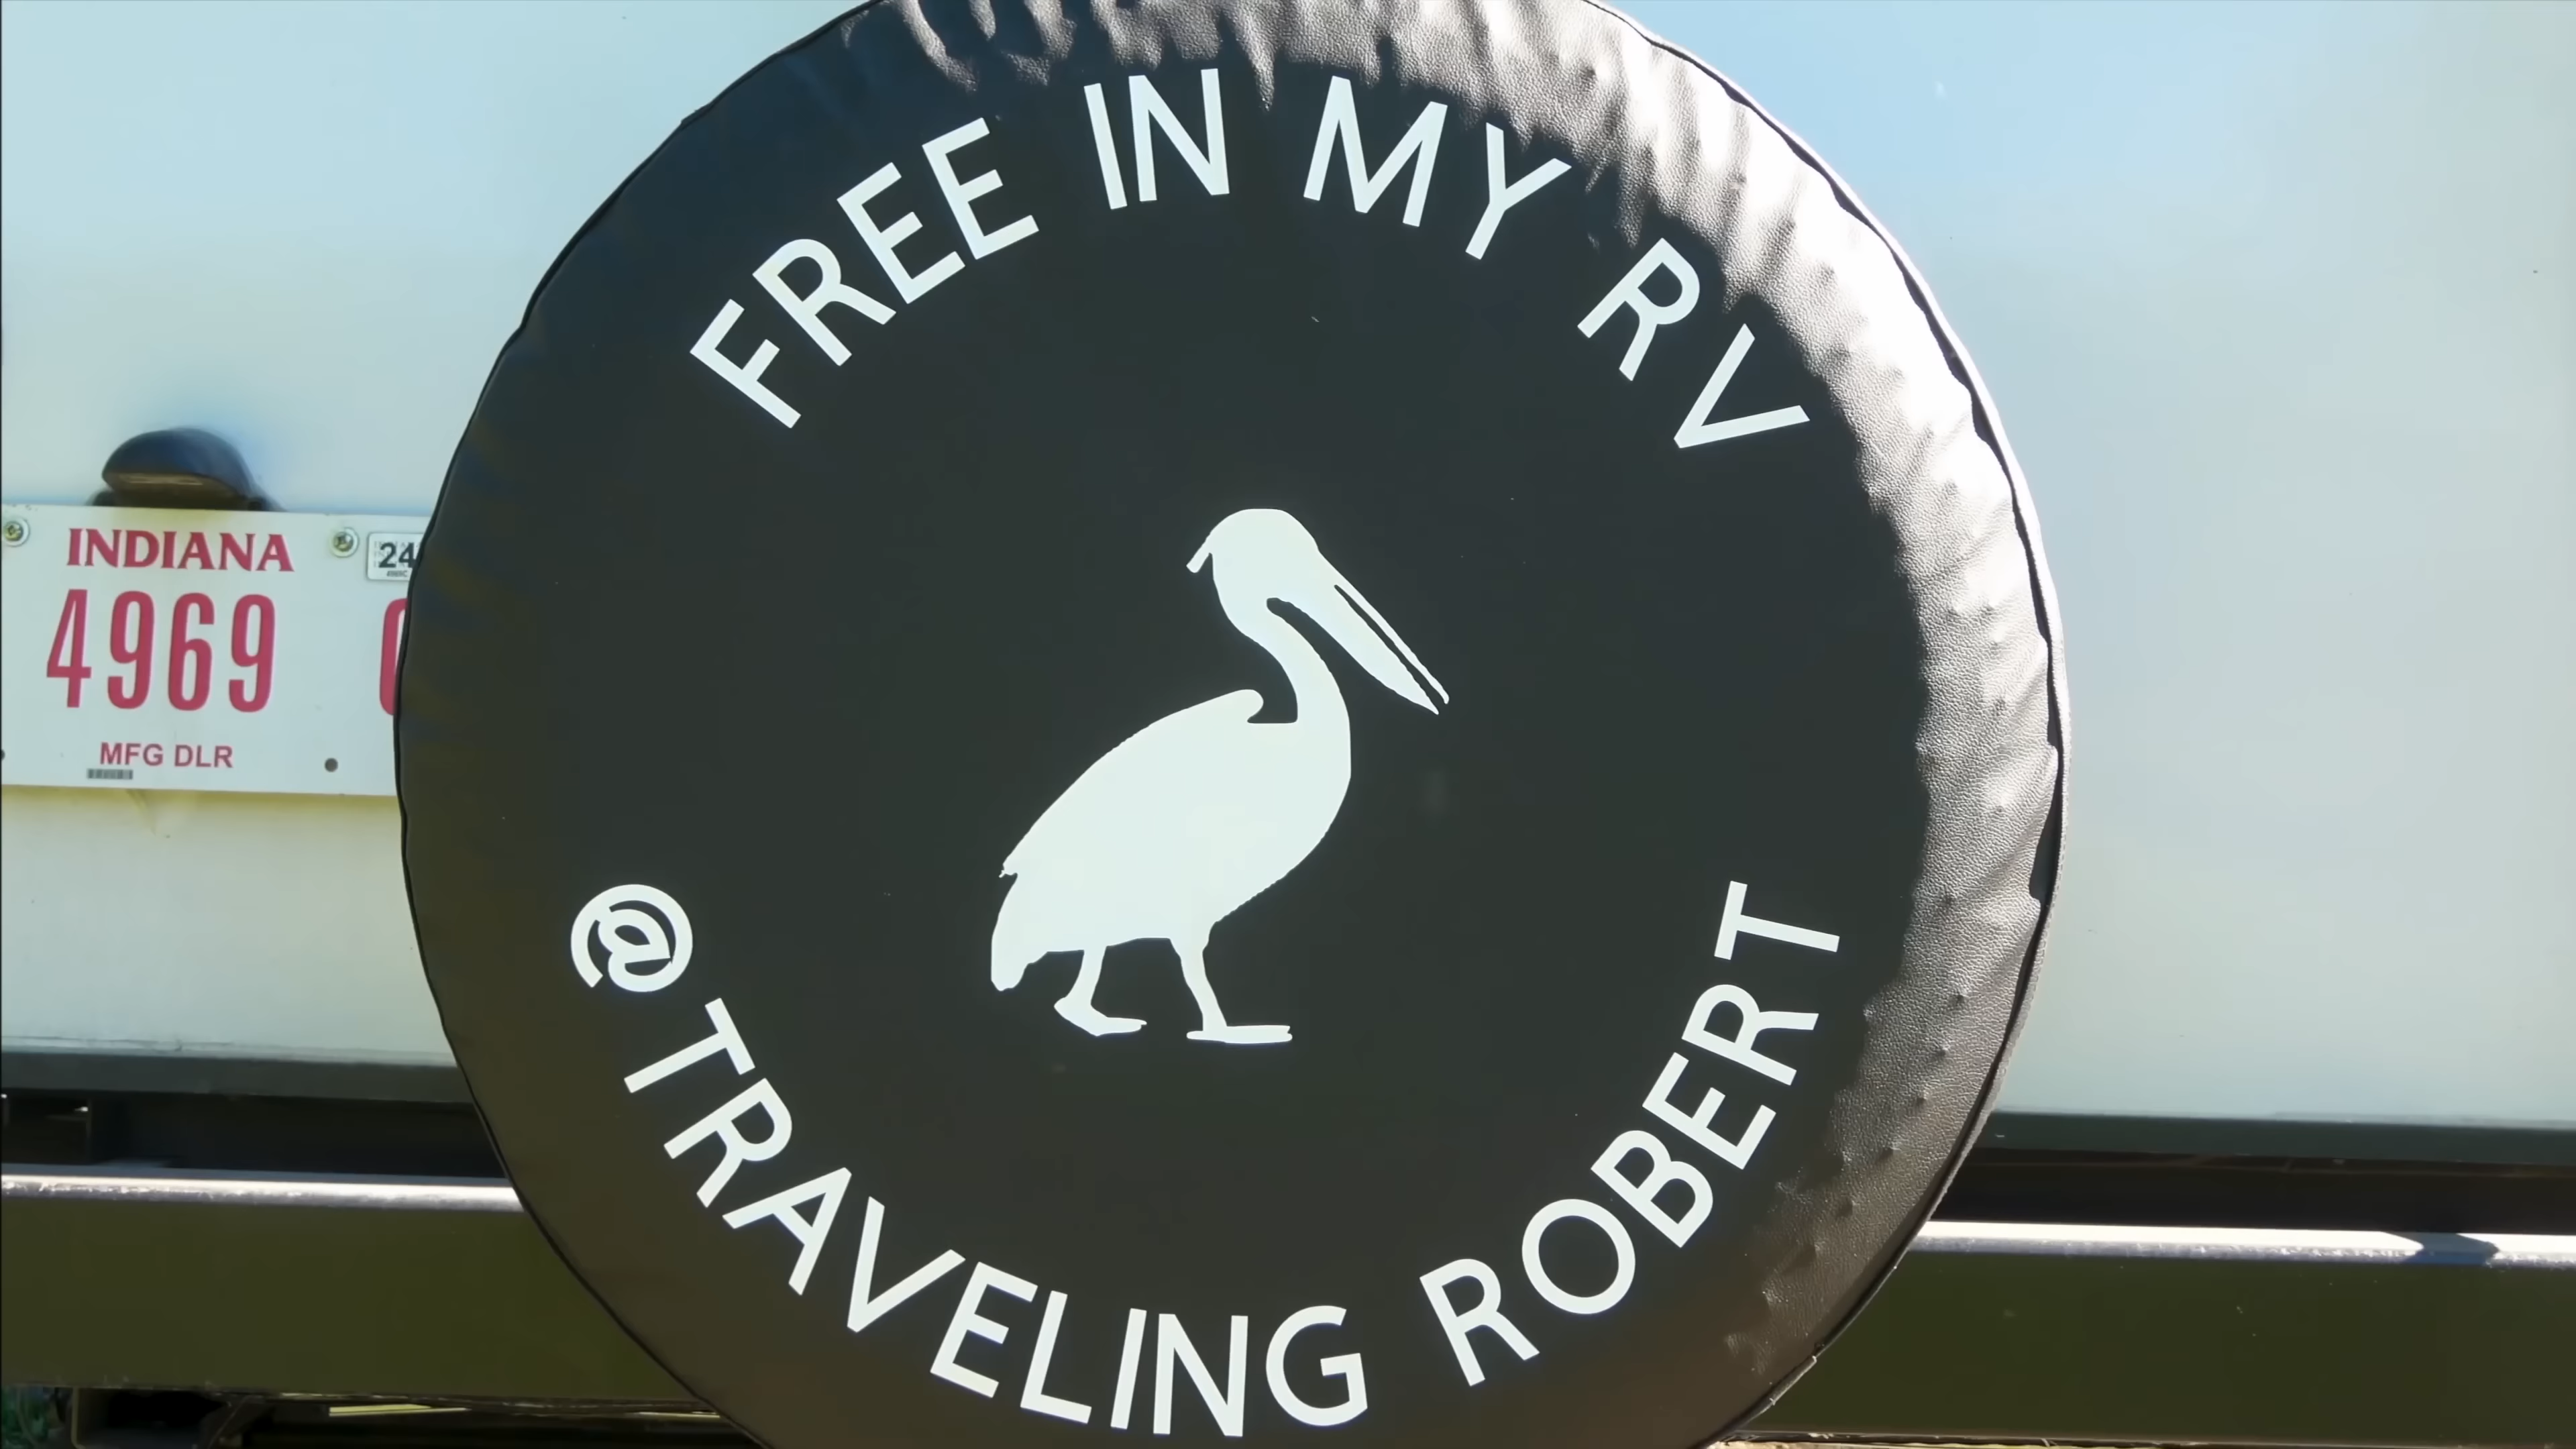 FREE IN MY RV
INDIANA
24
4969
MFG DLR
@TRAVELING ROBERT